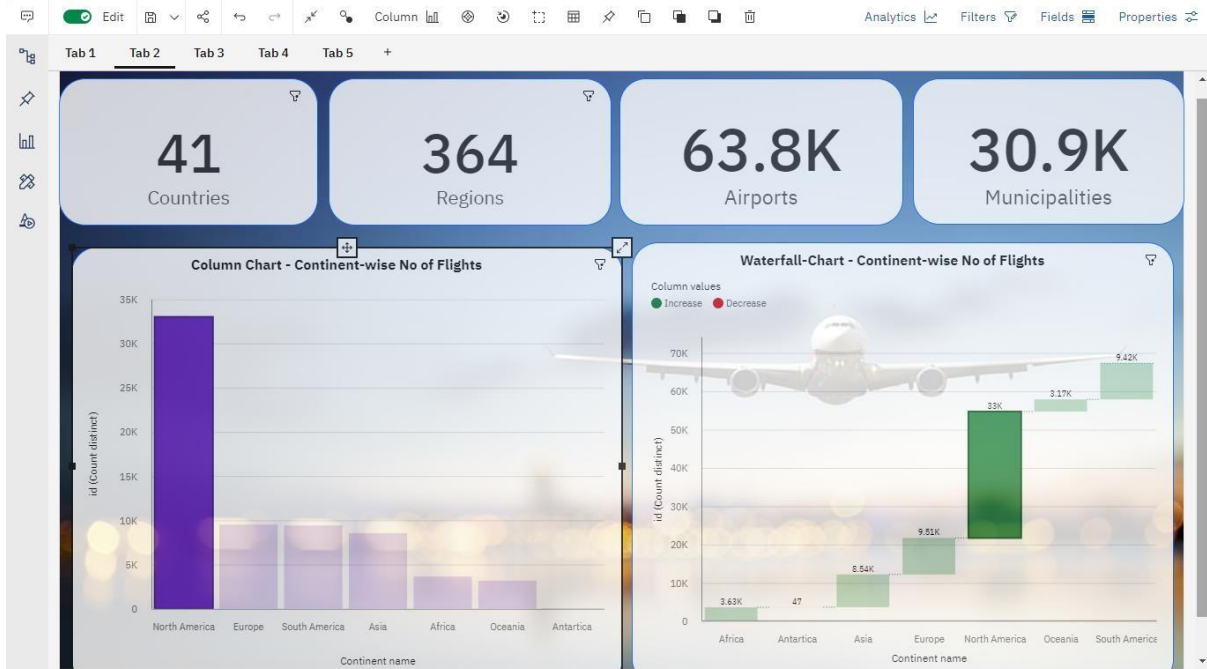 Edit
Column
Analytics
Filters
Fields
Properties
Tab 1
Tab 2
Tab 3
Tab 4
Tab 5
+
41
Countries
364
Regions
63.8K
Airports
30.9K
Municipalities
Column Chart - Continent-wise No of Flights
35K
30K
25K
20K
15K
10K
5K
0
id (Count distinct)
North America
Europe
South America
Asia
Africa
Oceania
Antartica
Continent name
Waterfall-Chart - Continent-wise No of Flights
Column values
Increase
Decrease
70K
60K
50K
40K
30K
20K
10K
0
id (Count distinct)
3.63K
47
8.54K
9.51K
33K
3.17K
9.42K
Africa
Antartica
Asia
Europe
North America
Oceania
South America
Continent name